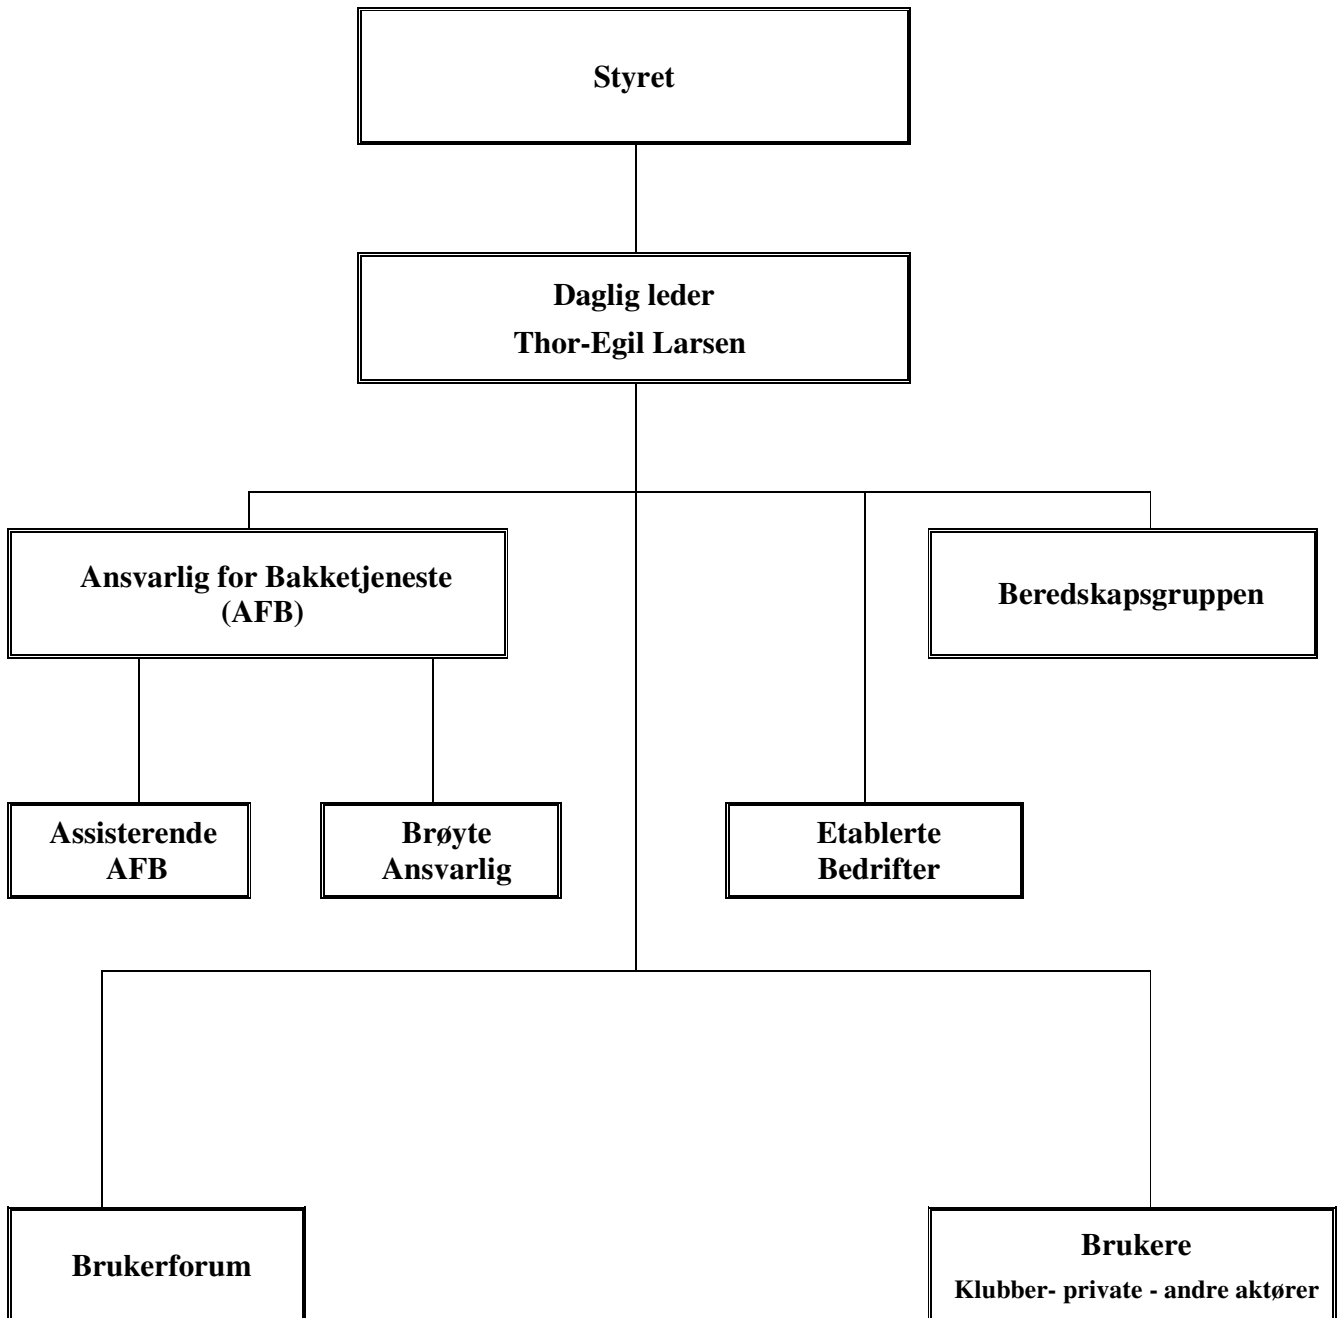 Styret
Daglig leder
Thor-Egil Larsen
Ansvarlig for Bakketjeneste
(AFB)
Beredskapsgruppen
Assisterende
AFB
Brøyte
Ansvarlig
Etablerte
Bedrifter
Brukerforum
Brukere
Klubber- private - andre aktører